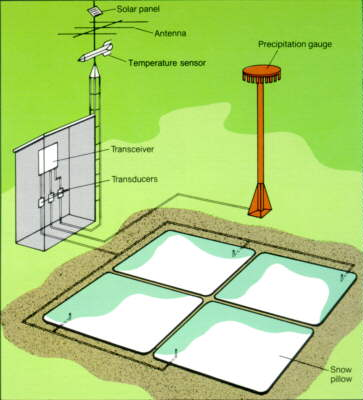 Solar panel
Antenna
Precipitation gauge
Temperature sensor
Transceiver
Transducers
Snow
pillow